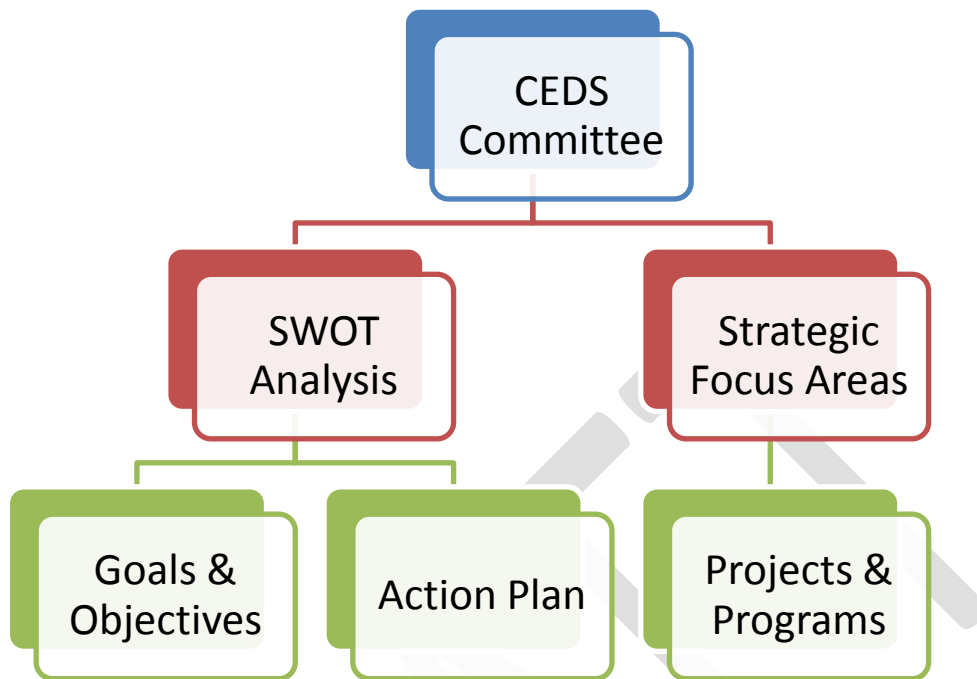 CEDS
Committee
SWOT
Analysis
Strategic
Focus Areas
Goals &
Objectives
Action Plan
Projects &
Programs